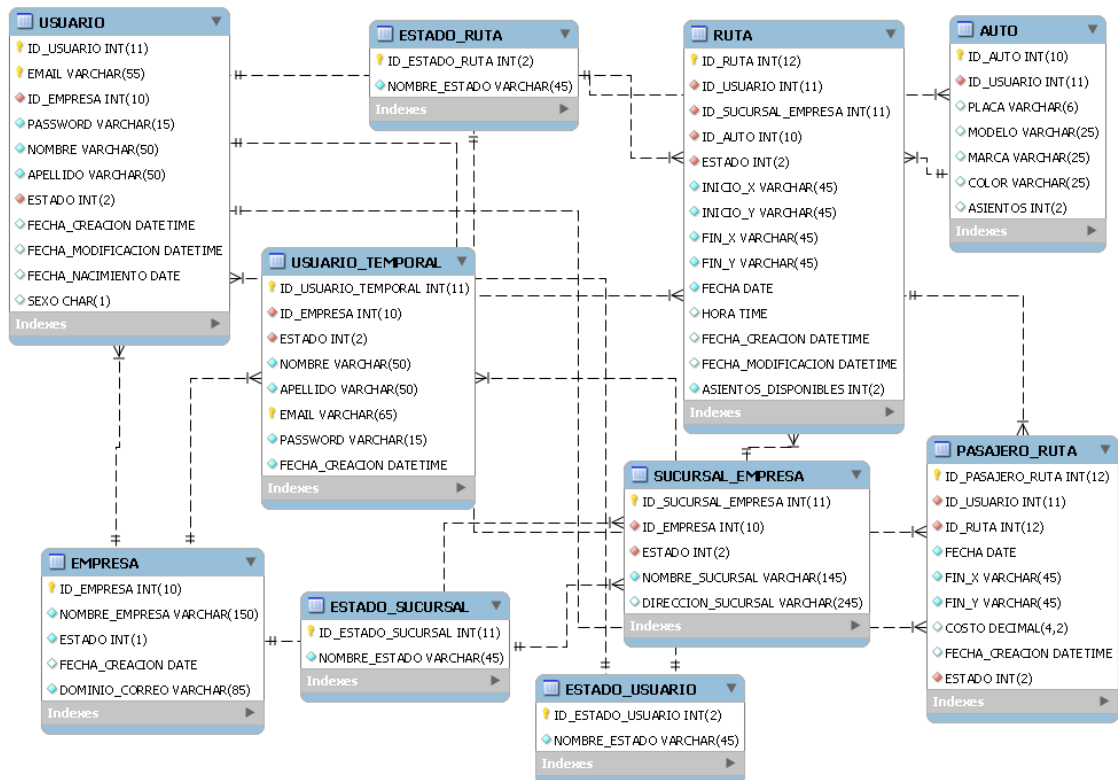 USUARIO
ID_USUARIO INT(11)
EMAIL VARCHAR(55)
ID_EMPRESA INT(10)
PASSWORD VARCHAR(15)
NOMBRE VARCHAR(50)
APELLIDO VARCHAR(50)
ESTADO INT(2)
FECHA_CREACION DATETIME
FECHA_MODIFICACION DATETIME
FECHA_NACIMIENTO DATE
SEXO CHAR(1)
Indexes
ESTADO_RUTA
ID_ESTADO_RUTA INT(2)
NOMBRE_ESTADO VARCHAR(45)
Indexes
RUTA
ID_RUTA INT(12)
ID_USUARIO INT(11)
ID_SUCURSAL_EMPRESA INT(11)
ID_AUTO INT(10)
ESTADO INT(2)
INICIO_X VARCHAR(45)
INICIO_Y VARCHAR(45)
FIN_X VARCHAR(45)
FIN_Y VARCHAR(45)
FECHA DATE
HORA TIME
FECHA_CREACION DATETIME
FECHA_MODIFICACION DATETIME
ASIENTOS_DISPONIBLES INT(2)
Indexes
AUTO
ID_AUTO INT(10)
ID_USUARIO INT(11)
PLACA VARCHAR(6)
MODELO VARCHAR(25)
MARCA VARCHAR(25)
COLOR VARCHAR(25)
ASIENTOS INT(2)
Indexes
USUARIO_TEMPORAL
ID_USUARIO_TEMPORAL INT(11)
ID_EMPRESA INT(10)
ESTADO INT(2)
NOMBRE VARCHAR(50)
APELLIDO VARCHAR(50)
EMAIL VARCHAR(65)
PASSWORD VARCHAR(15)
FECHA_CREACION DATETIME
Indexes
SUCURSAL_EMPRESA
ID_SUCURSAL_EMPRESA INT(11)
ID_EMPRESA INT(10)
ESTADO INT(2)
NOMBRE_SUCURSAL VARCHAR(145)
DIRECCION_SUCURSAL VARCHAR(245)
Indexes
PASAJERO_RUTA
ID_PASAJERO_RUTA INT(12)
ID_USUARIO INT(11)
ID_RUTA INT(12)
FECHA DATE
FIN_X VARCHAR(45)
FIN_Y VARCHAR(45)
COSTO DECIMAL(4,2)
FECHA_CREACION DATETIME
ESTADO INT(2)
Indexes
EMPRESA
ID_EMPRESA INT(10)
NOMBRE_EMPRESA VARCHAR(150)
ESTADO INT(1)
FECHA_CREACION DATE
DOMINIO_CORREO VARCHAR(85)
Indexes
ESTADO_SUCURSAL
ID_ESTADO_SUCURSAL INT(11)
NOMBRE_ESTADO VARCHAR(45)
Indexes
ESTADO_USUARIO
ID_ESTADO_USUARIO INT(2)
NOMBRE_ESTADO VARCHAR(45)
Indexes